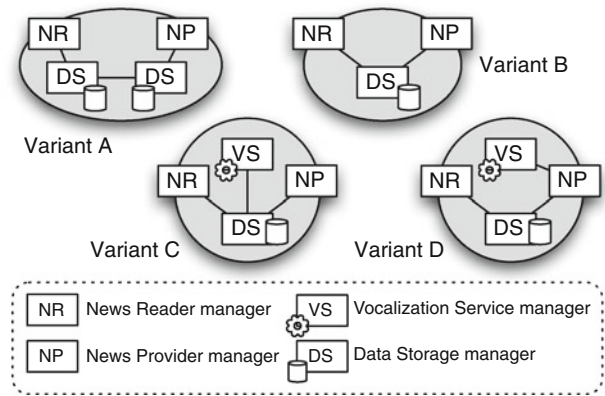 NR NP
DS DS
Variant A
NR NP
DS
Variant B
VS
NR NP
DS
Variant C
VS
NR NP
DS
Variant D
NR News Reader manager
VS Vocalization Service manager
NP News Provider manager
DS Data Storage manager